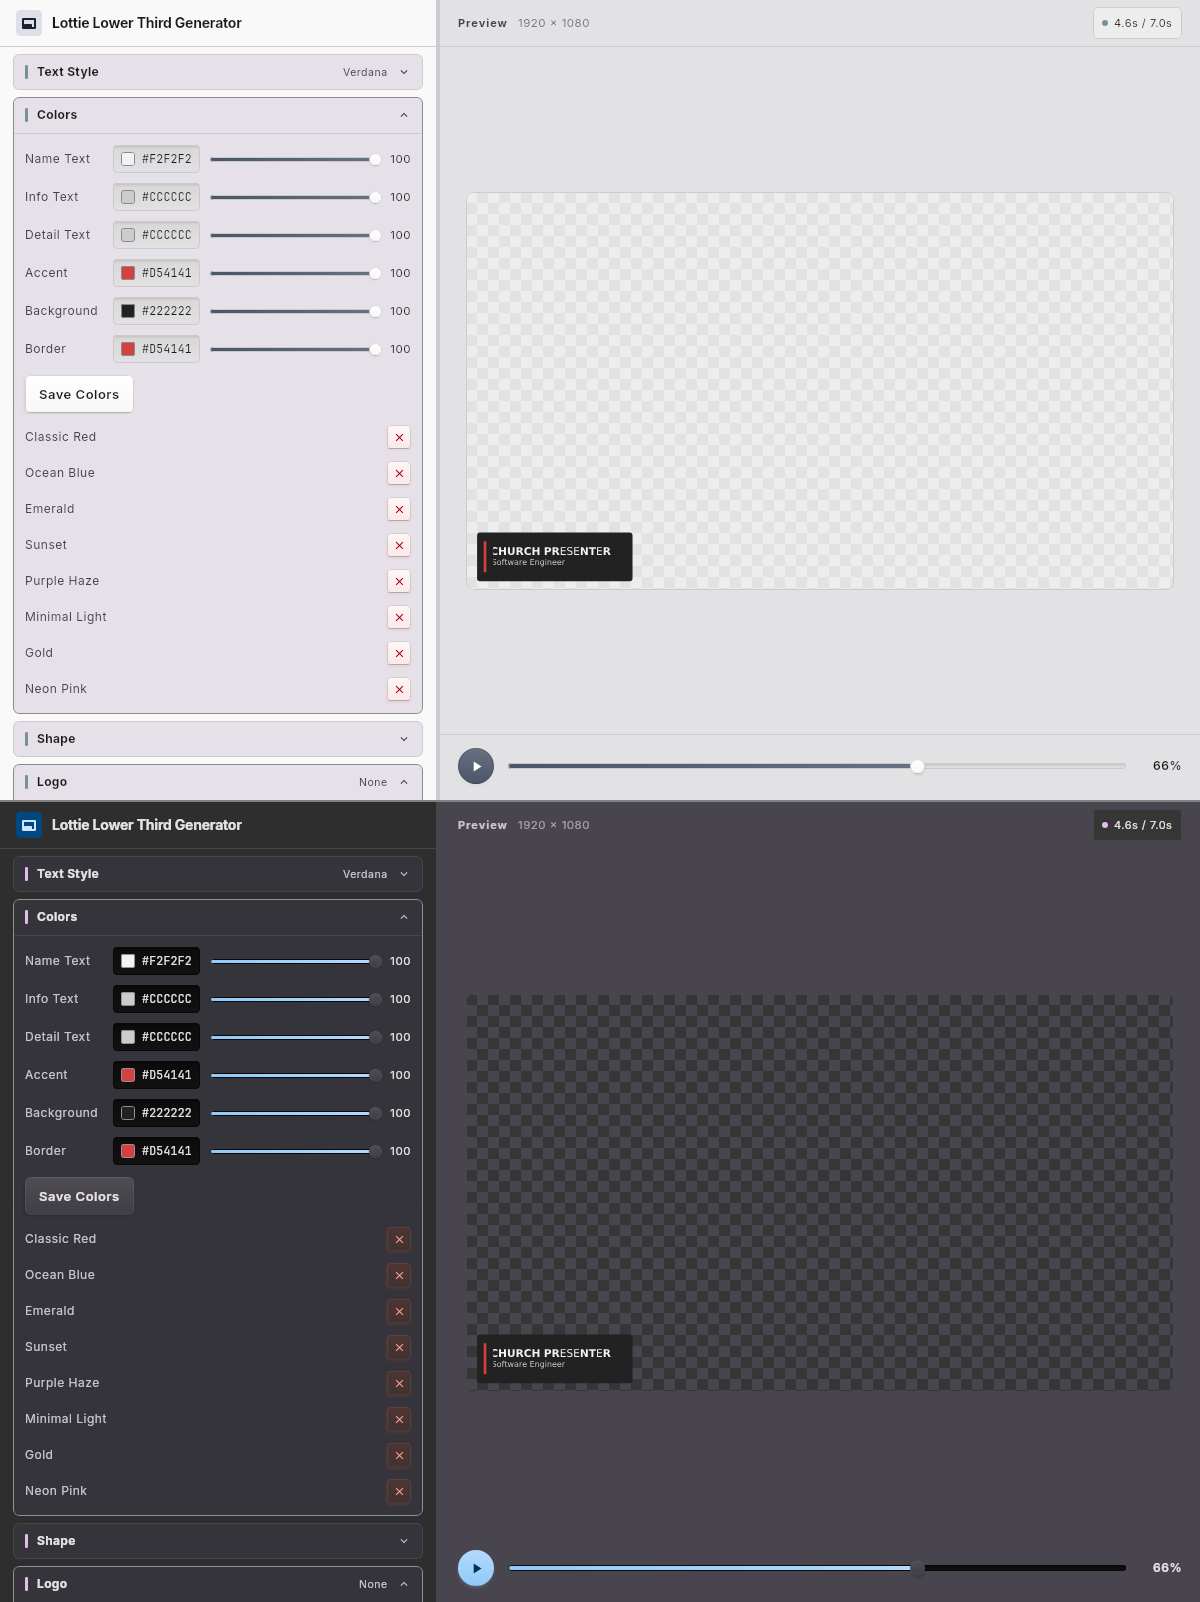 Lottie Lower Third Generator
Text Style Verdana
Colors
Name Text #F2F2F2 100
Info Text #CCCCCC 100
Detail Text #CCCCCC 100
Accent #D54141 100
Background #222222 100
Border #D54141 100
Save Colors
Classic Red
Ocean Blue
Emerald
Sunset
Purple Haze
Minimal Light
Gold
Neon Pink
Shape
Logo None
Preview 1920 × 1080 4.6s / 7.0s
CHURCH PRESENTER
Software Engineer
66%
Lottie Lower Third Generator
Text Style Verdana
Colors
Name Text #F2F2F2 100
Info Text #CCCCCC 100
Detail Text #CCCCCC 100
Accent #D54141 100
Background #222222 100
Border #D54141 100
Save Colors
Classic Red
Ocean Blue
Emerald
Sunset
Purple Haze
Minimal Light
Gold
Neon Pink
Shape
Logo None
Preview 1920 × 1080 4.6s / 7.0s
CHURCH PRESENTER
Software Engineer
66%